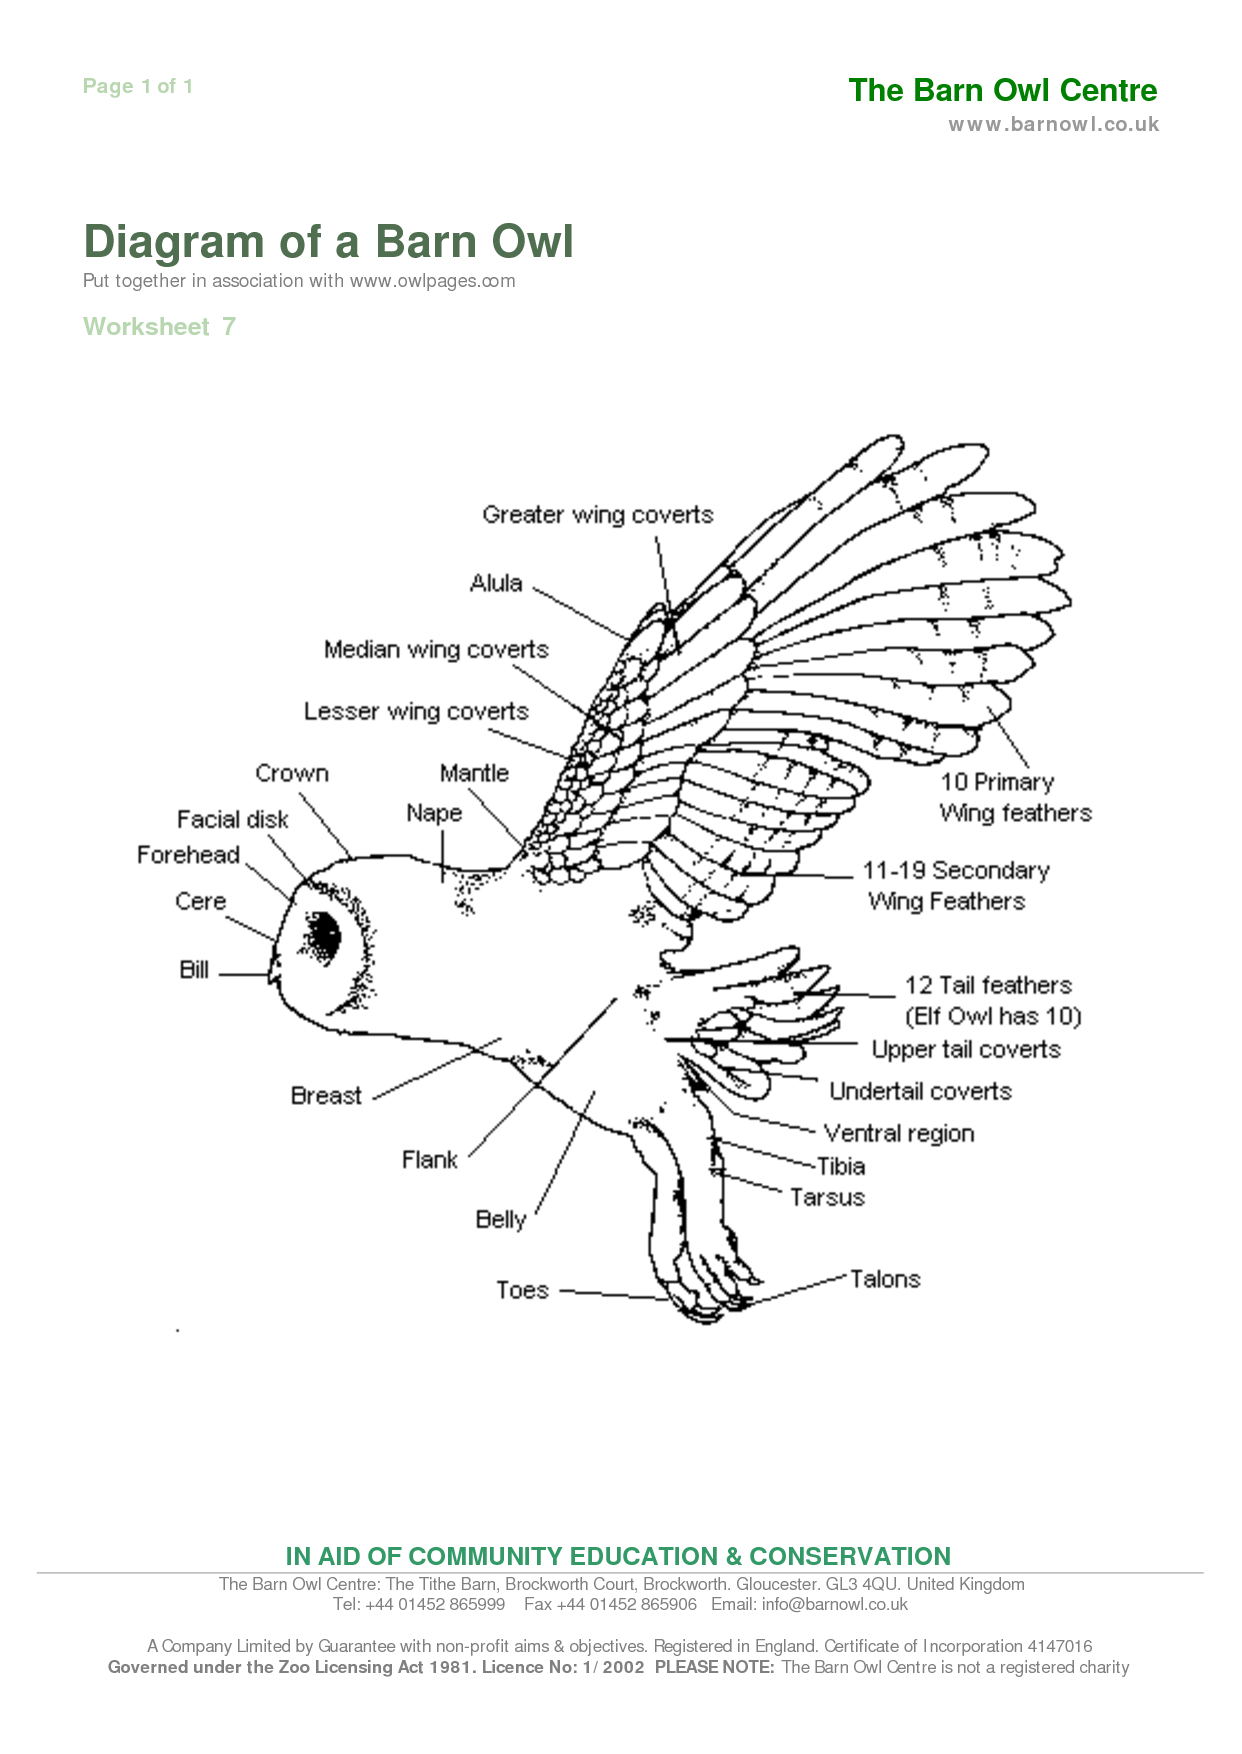 Page 1 of 1
The Barn Owl Centre
www.barnowl.co.uk
Diagram of a Barn Owl
Put together in association with www.owlpages.com
Worksheet 7
Greater wing coverts
Alula
Median wing coverts
Lesser wing coverts
Crown
Mantle
Nape
Facial disk
Forehead
Cere
Bill
10 Primary
Wing feathers
11-19 Secondary
Wing Feathers
12 Tail feathers
(Elf Owl has 10)
Upper tail coverts
Undertail coverts
Breast
Ventral region
Flank
Tibia
Tarsus
Belly
Toes
Talons
IN AID OF COMMUNITY EDUCATION & CONSERVATION
The Barn Owl Centre: The Tithe Barn, Brockworth Court, Brockworth. Gloucester. GL3 4QU. United Kingdom
Tel: +44 01452 865999 Fax +44 01452 865906 Email: info@barnowl.co.uk
A Company Limited by Guarantee with non-profit aims & objectives. Registered in England. Certificate of Incorporation 4147016
Governed under the Zoo Licensing Act 1981. Licence No: 1/ 2002 PLEASE NOTE: The Barn Owl Centre is not a registered charity